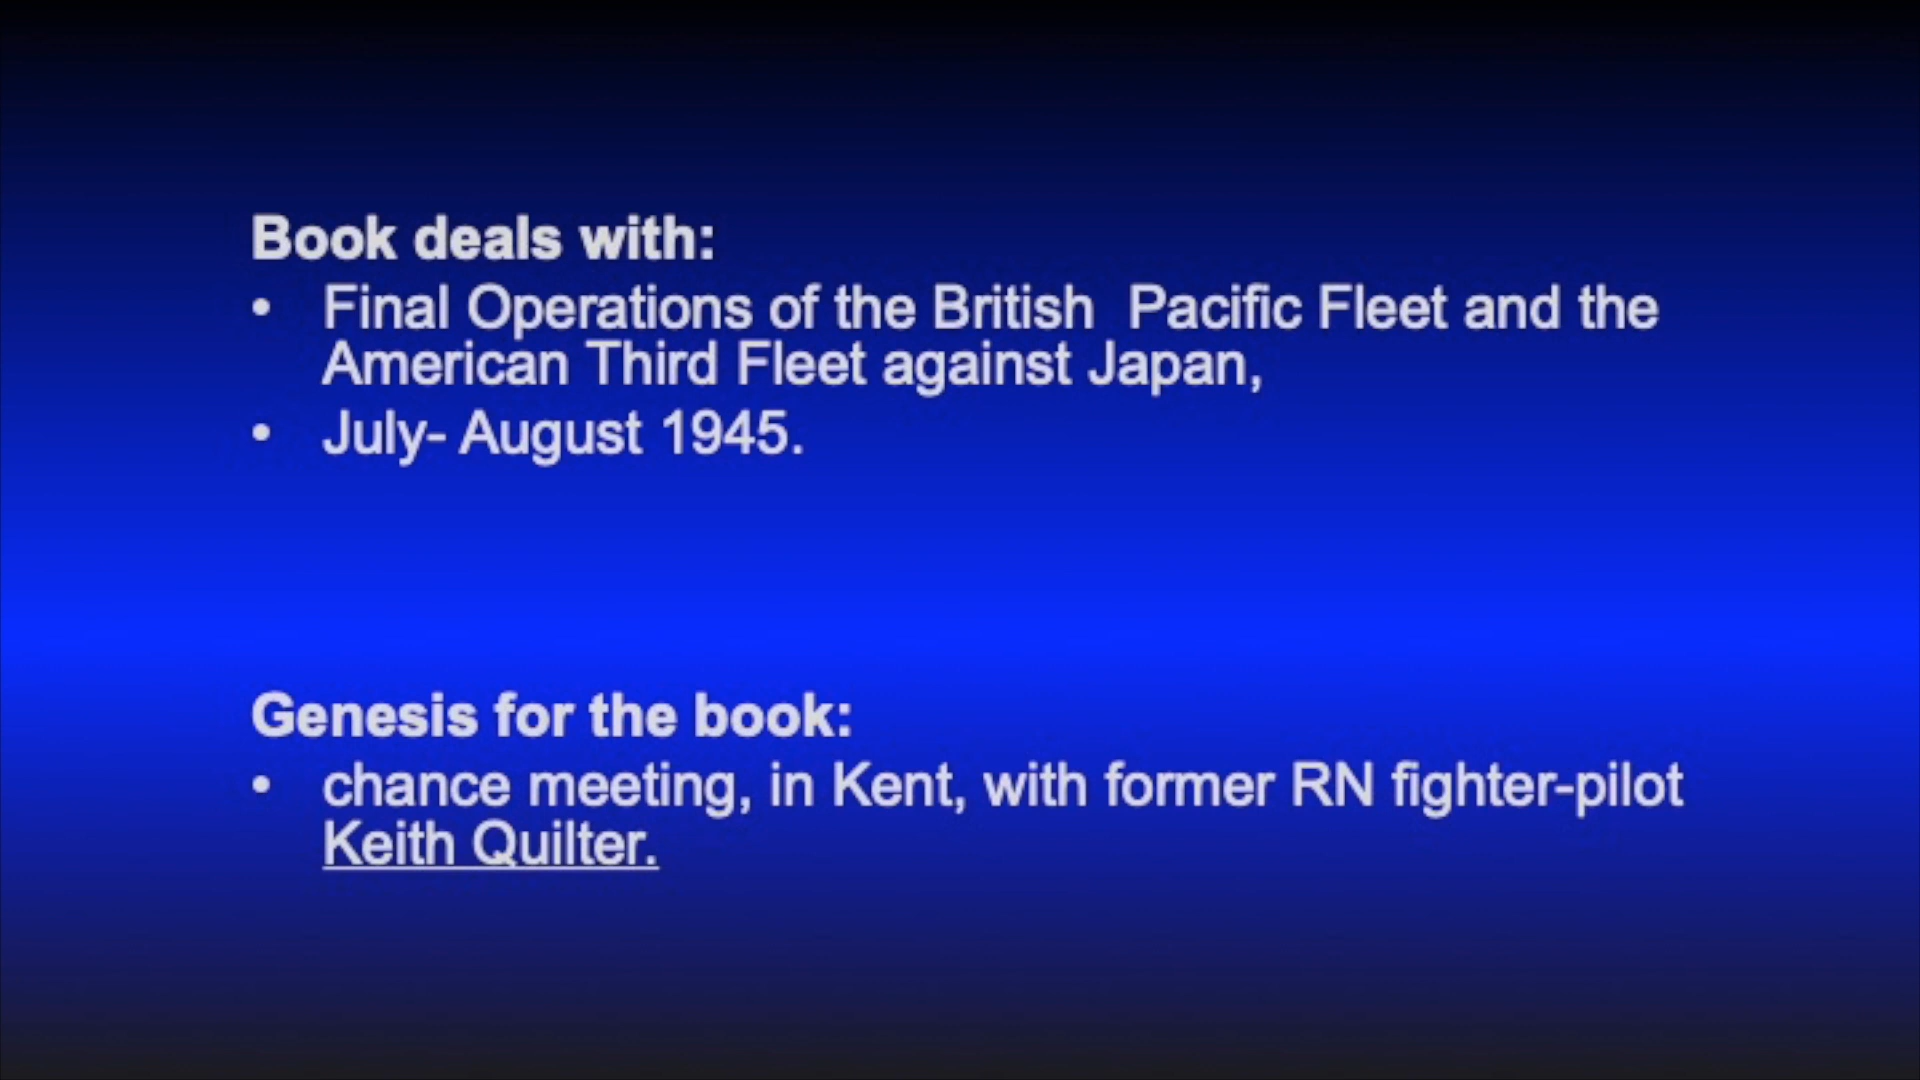 Book deals with:
• Final Operations of the British  Pacific Fleet and the
American Third Fleet against Japan,
• July- August 1945.
Genesis for the book:
• chance meeting, in Kent, with former RN fighter-pilot
Keith Quilter.